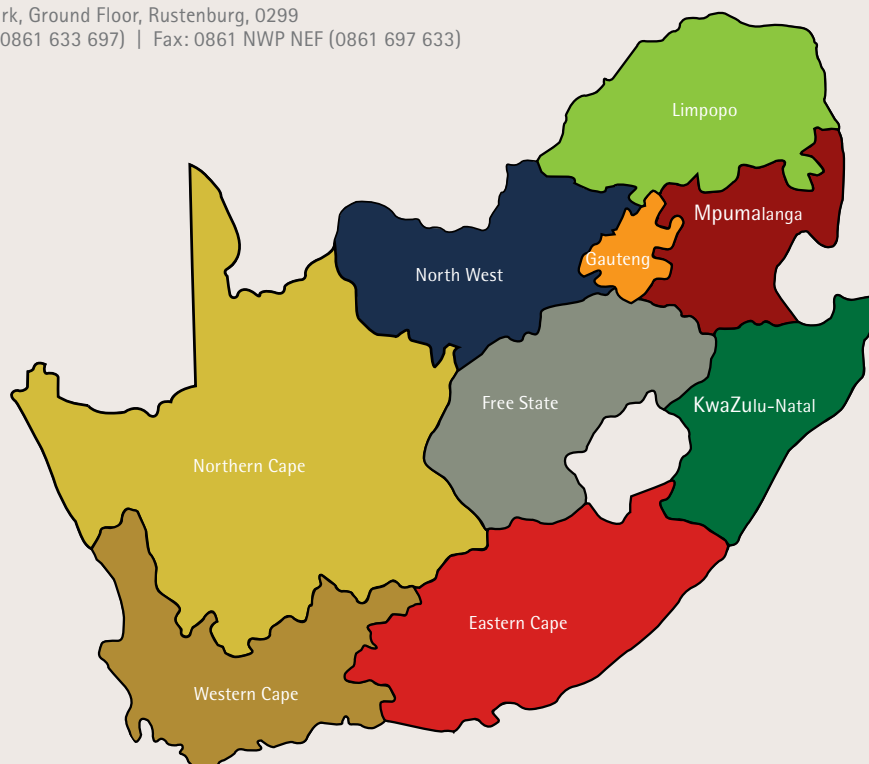 rk, Ground Floor, Rustenburg, 0299
0861 633 697) | Fax: 0861 NWP NEF (0861 697 633)
Limpopo
Mpumalanga
Gauteng
North West
Free State
KwaZulu-Natal
Northern Cape
Eastern Cape
Western Cape